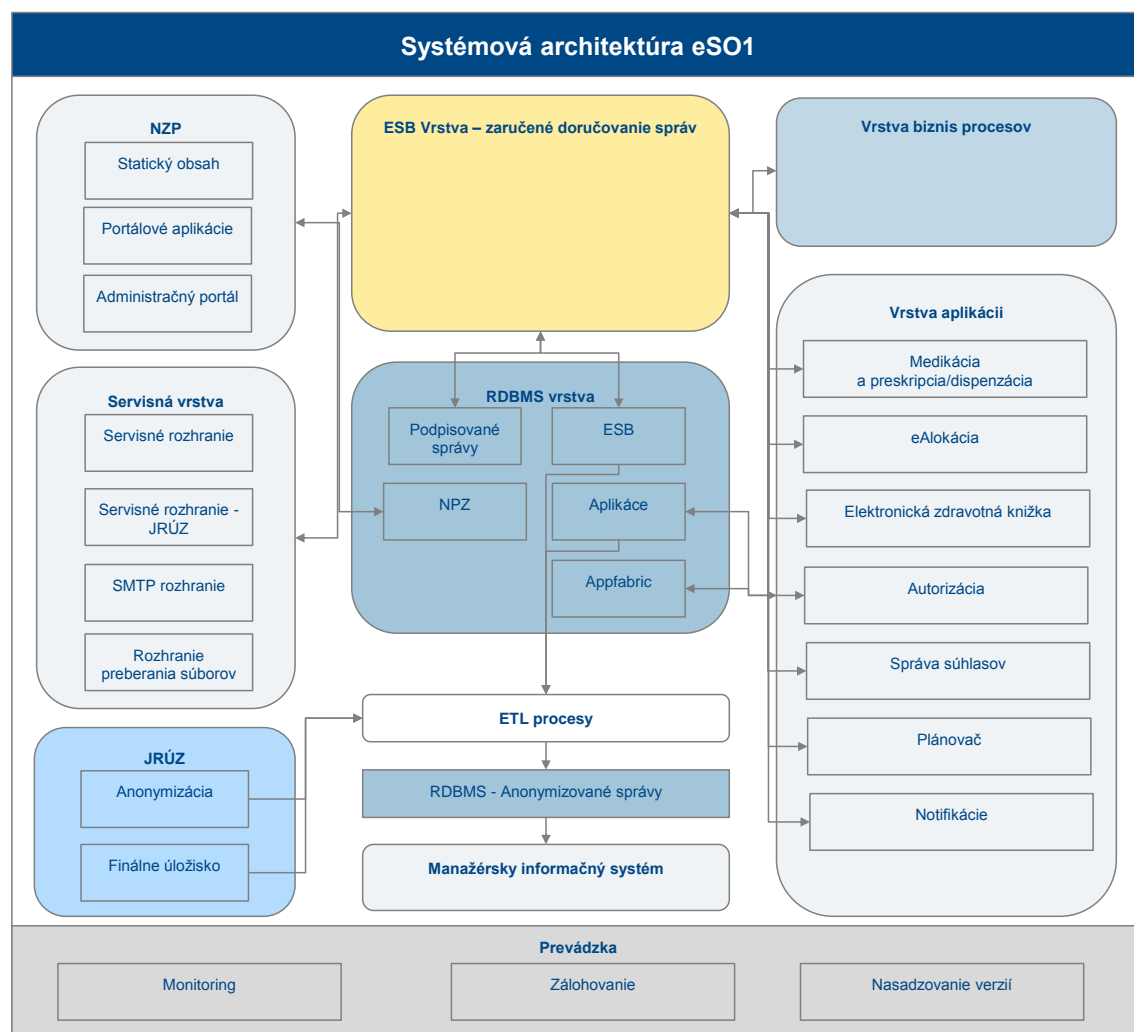 Systémová architektúra eSO1
NZP
Statický obsah
Portálové aplikácie
Administračný portál
Servisná vrstva
Servisné rozhranie
Servisné rozhranie -
JRÚZ
SMTP rozhranie
Rozhranie
preberania súborov
JRÚZ
Anonymizácia
Finálne úložisko
ESB Vrstva – zaručené doručovanie správ
RDBMS vrstva
Podpisované
správy
ESB
NPZ
Aplikáce
Appfabric
ETL procesy
RDBMS - Anonymizované správy
Manažérsky informačný systém
Vrstva biznis procesov
Vrstva aplikácii
Medikácia
a preskripcia/dispenzácia
eAlokácia
Elektronická zdravotná knižka
Autorizácia
Správa súhlasov
Plánovač
Notifikácie
Prevádzka
Monitoring
Zálohovanie
Nasadzovanie verzií